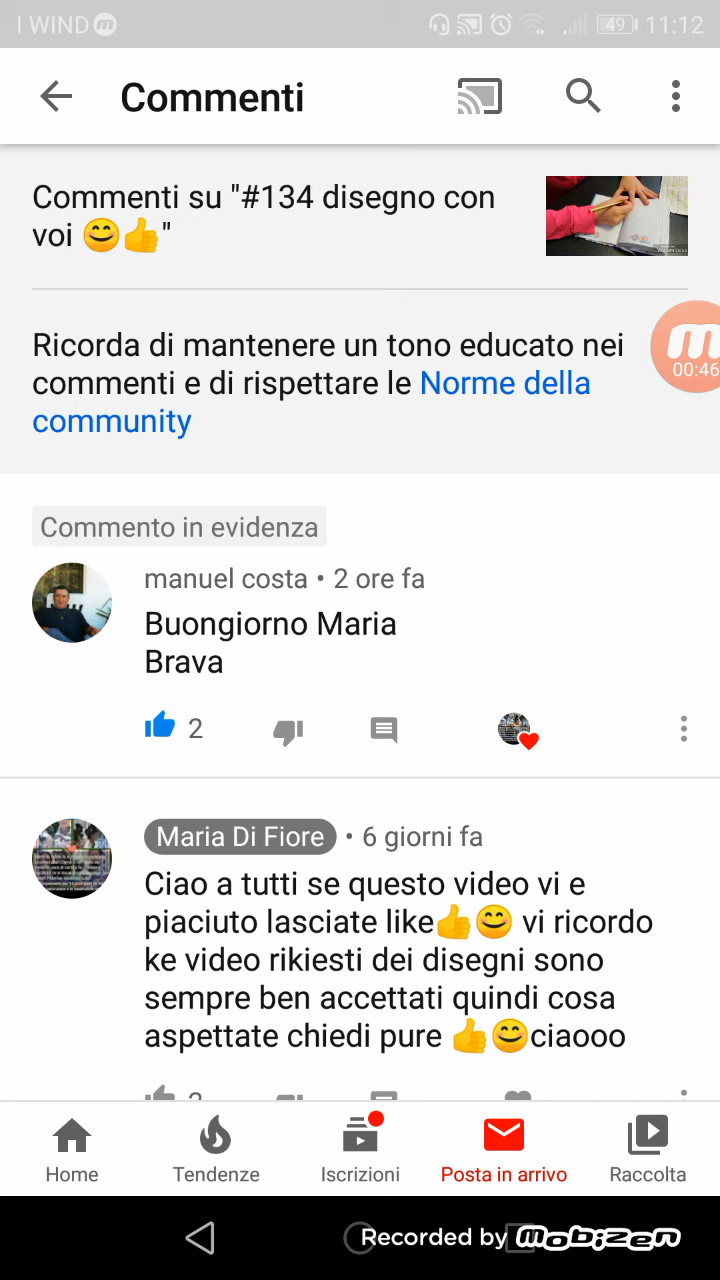 I WIND
49
11:12
Commenti
Commenti su "#134 disegno con
voi 😊👍"
Ricorda di mantenere un tono educato nei
commenti e di rispettare le Norme della
community
00:46
Commento in evidenza
manuel costa • 2 ore fa
Buongiorno Maria
Brava
2
Maria Di Fiore • 6 giorni fa
Ciao a tutti se questo video vi e
piaciuto lasciate like👍😊 vi ricordo
ke video rikiesti dei disegni sono
sempre ben accettati quindi cosa
aspettate chiedi pure 👍😊ciaooo
Home
Tendenze
Iscrizioni
Posta in arrivo
Raccolta
Recorded by mobizen